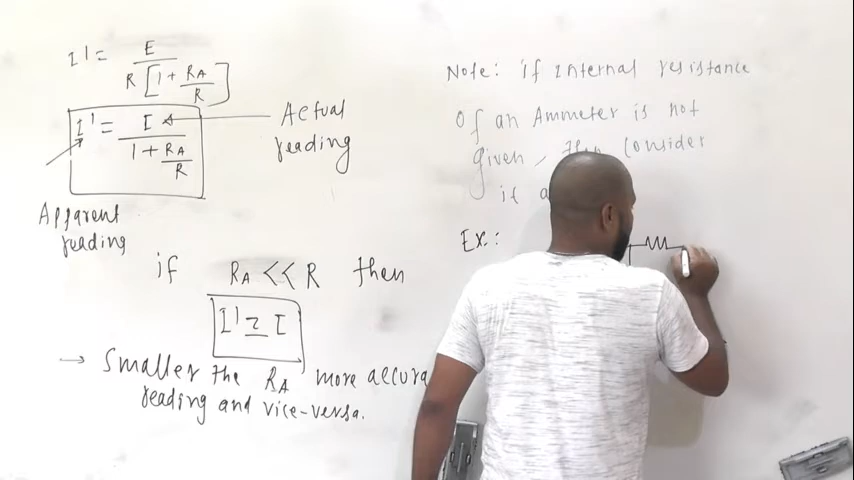 I' = E
R [1 + RA/R]
I' = I
1 + RA/R
Actual
reading
Apparent
reading
if RA << R then
I' ≃ I
→ Smaller the RA more accura
reading and vice-versa.
Note: if Internal resistance
Of an Ammeter is not
given, then Consider
it a
Ex.: